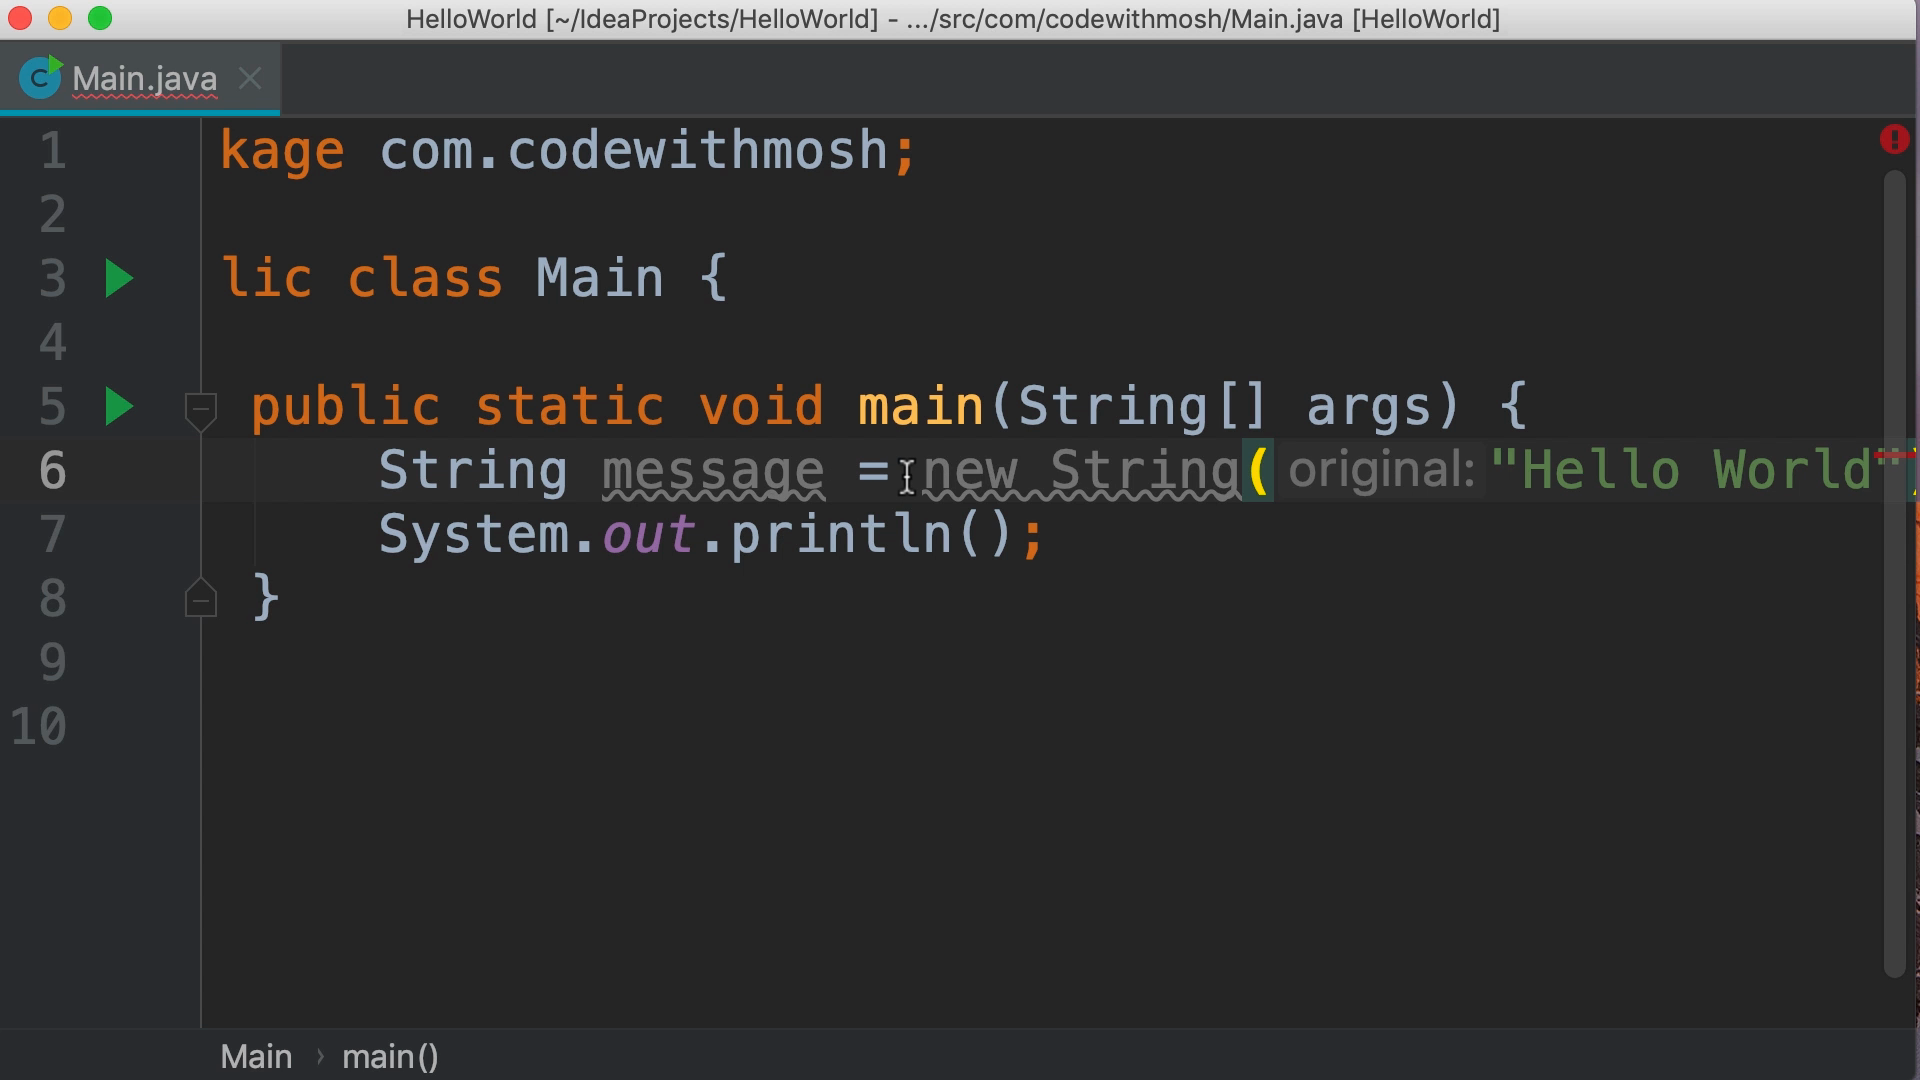 HelloWorld [~/IdeaProjects/HelloWorld] - .../src/com/codewithmosh/Main.java [HelloWorld]
Main.java
1 kage com.codewithmosh;
2
3 lic class Main {
4
5 public static void main(String[] args) {
6 String message = new String( original: "Hello World")
7 System.out.println();
8 }
9
10
Main › main()